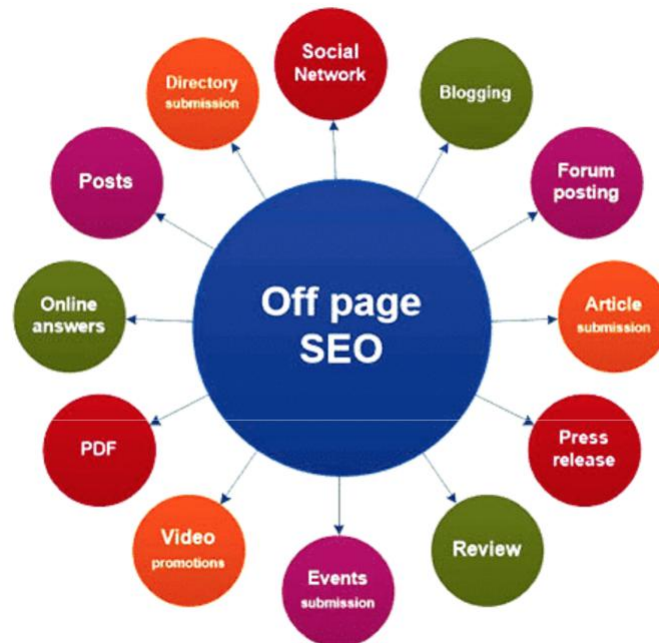 Off page
SEO
Social
Network
Blogging
Forum
posting
Article
submission
Press
release
Review
Events
submission
Video
promotions
PDF
Online
answers
Posts
Directory
submission